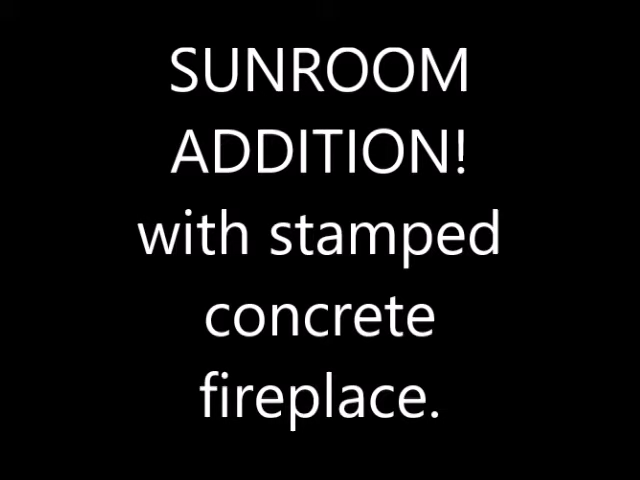 SUNROOM
ADDITION!
with stamped
concrete
fireplace.